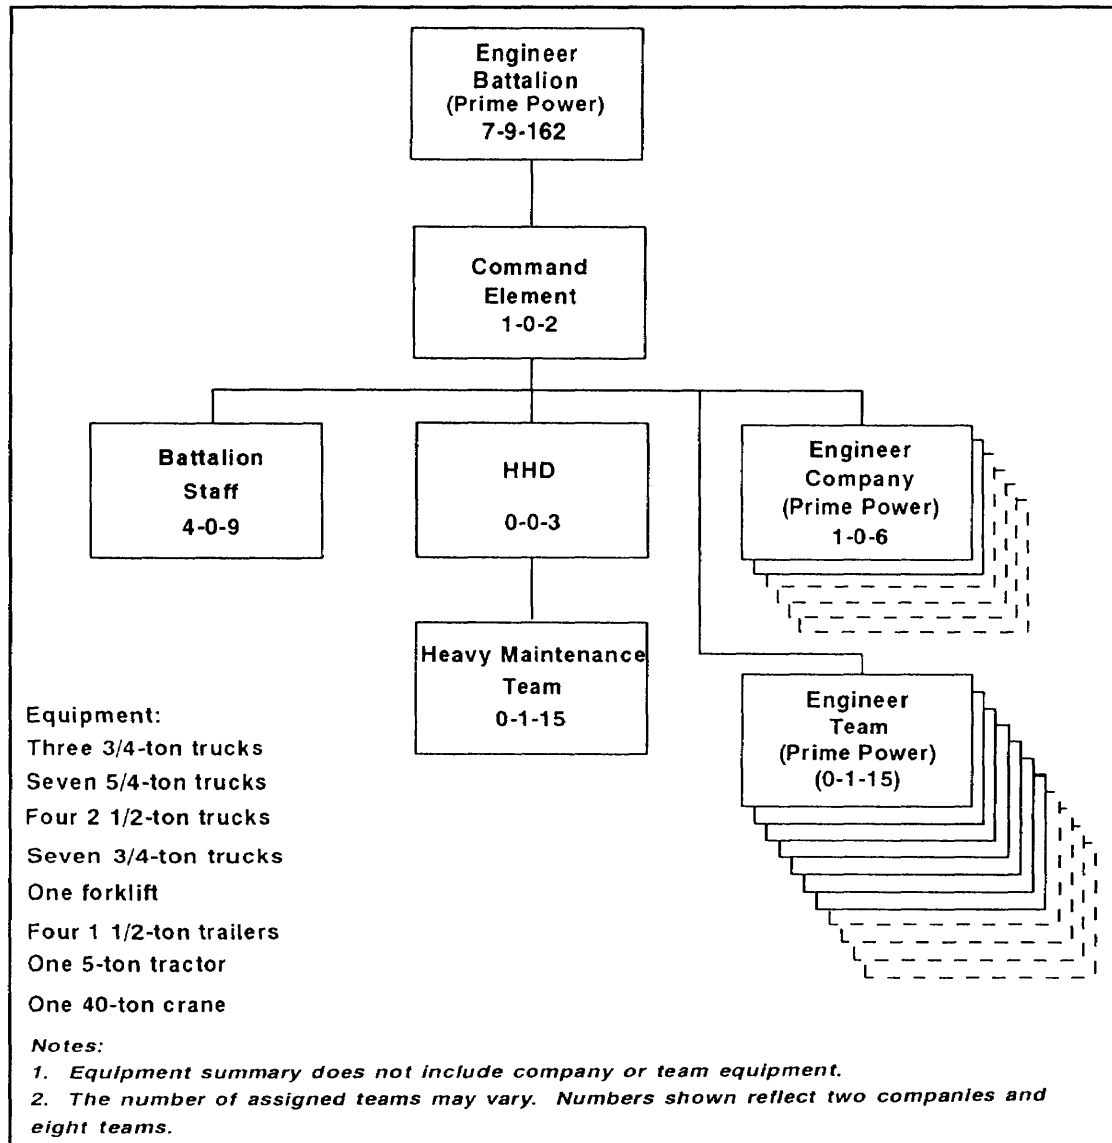 Engineer
Battalion
(Prime Power)
7-9-162
Command
Element
1-0-2
Battalion
Staff
4-0-9
HHD
0-0-3
Engineer
Company
(Prime Power)
1-0-6
Heavy Maintenance
Team
0-1-15
Engineer
Team
(Prime Power)
(0-1-15)
Equipment:
Three 3/4-ton trucks
Seven 5/4-ton trucks
Four 2 1/2-ton trucks
Seven 3/4-ton trucks
One forklift
Four 1 1/2-ton trailers
One 5-ton tractor
One 40-ton crane
Notes:
1. Equipment summary does not include company or team equipment.
2. The number of assigned teams may vary. Numbers shown reflect two companies and
eight teams.